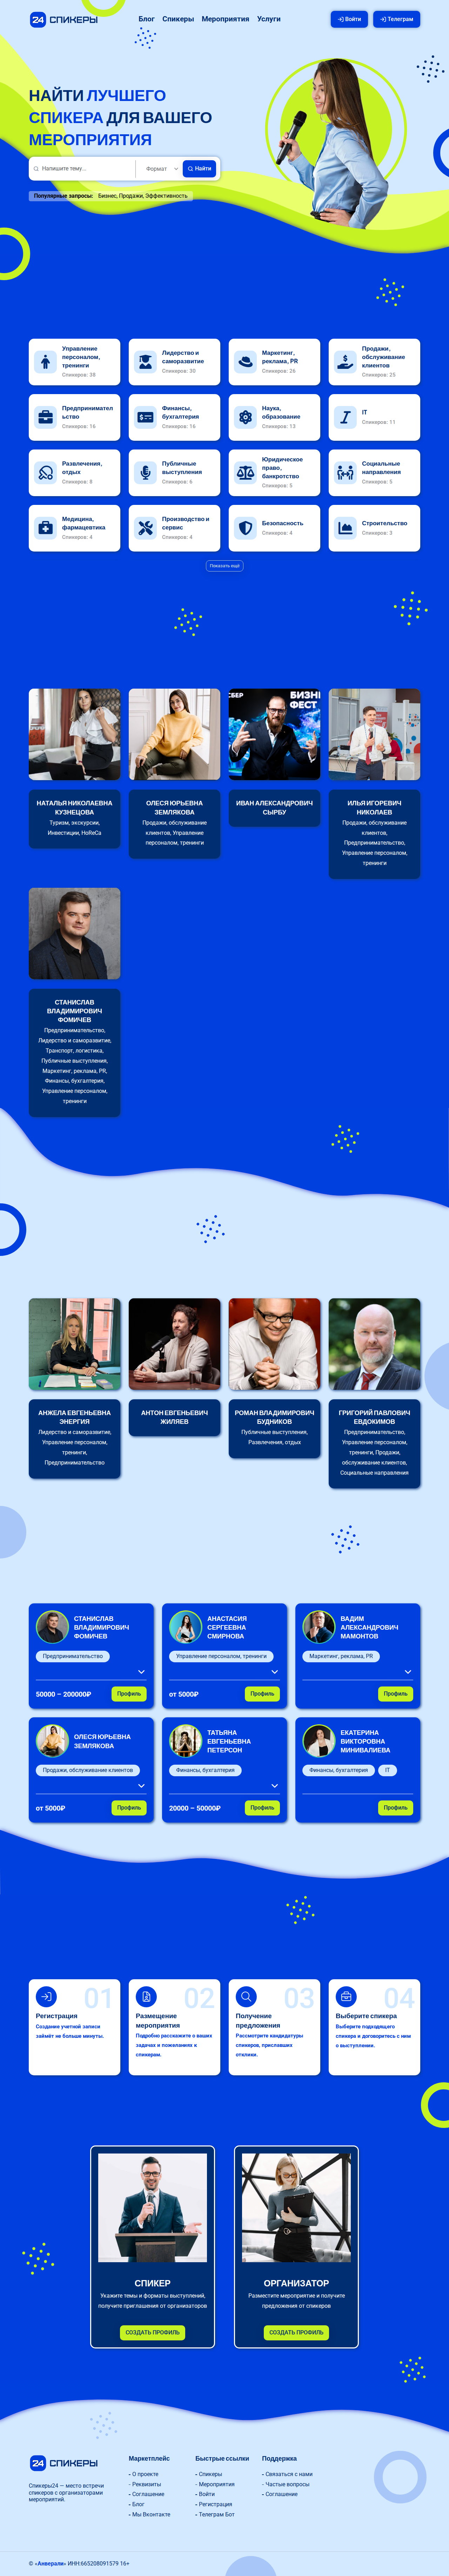 24 СПИКЕРЫ
Блог Спикеры Мероприятия Услуги
Войти Телеграм
НАЙТИ ЛУЧШЕГО
СПИКЕРА ДЛЯ ВАШЕГО
МЕРОПРИЯТИЯ
Напишите тему... Формат Найти
Популярные запросы: Бизнес, Продажи, Эффективность
Управление
персоналом,
тренинги
Спикеров: 38
Лидерство и
саморазвитие
Спикеров: 30
Маркетинг,
реклама, PR
Спикеров: 26
Продажи,
обслуживание
клиентов
Спикеров: 25
Предпринимател
ьство
Спикеров: 16
Финансы,
бухгалтерия
Спикеров: 16
Наука,
образование
Спикеров: 13
IT
Спикеров: 11
Развлечения,
отдых
Спикеров: 8
Публичные
выступления
Спикеров: 6
Юридическое
право,
банкротство
Спикеров: 5
Социальные
направления
Спикеров: 5
Медицина,
фармацевтика
Спикеров: 4
Производство и
сервис
Спикеров: 4
Безопасность
Спикеров: 4
Строительство
Спикеров: 2
Показать ещё
НАТАЛЬЯ НИКОЛАЕВНА
КУЗНЕЦОВА
Туризм, экскурсии,
Инвестиции, HoReCa
ОЛЕСЯ ЮРЬЕВНА
ЗЕМЛЯКОВА
Продажи, обслуживание
клиентов, Управление
персоналом, тренинги
ИВАН АЛЕКСАНДРОВИЧ
СЫРБУ
ИЛЬЯ ИГОРЕВИЧ
НИКОЛАЕВ
Продажи, обслуживание
клиентов,
Предпринимательство,
Управление персоналом,
тренинги
СТАНИСЛАВ
ВЛАДИМИРОВИЧ
ФОМИЧЕВ
Предпринимательство,
Лидерство и саморазвитие,
Транспорт, логистика,
Публичные выступления,
Маркетинг, реклама, PR,
Финансы, бухгалтерия,
Управление персоналом,
тренинги
АНЖЕЛА ЕВГЕНЬЕВНА
ЭНЕРГИЯ
Лидерство и саморазвитие,
Управление персоналом,
тренинги,
Предпринимательство
АНТОН ЕВГЕНЬЕВИЧ
ЖИЛЯЕВ
РОМАН ВЛАДИМИРОВИЧ
БУДНИКОВ
Публичные выступления,
Развлечения, отдых
ГРИГОРИЙ ПАВЛОВИЧ
ЕВДОКИМОВ
Предпринимательство,
Управление персоналом,
тренинги, Продажи,
обслуживание клиентов,
Социальные направления
СТАНИСЛАВ
ВЛАДИМИРОВИЧ
ФОМИЧЕВ
Предпринимательство
50000 – 200000₽ Профиль
АНАСТАСИЯ
СЕРГЕЕВНА
СМИРНОВА
Управление персоналом, тренинги
от 5000₽ Профиль
ВАДИМ
АЛЕКСАНДРОВИЧ
МАМОНТОВ
Маркетинг, реклама, PR
Профиль
ОЛЕСЯ ЮРЬЕВНА
ЗЕМЛЯКОВА
Продажи, обслуживание клиентов
от 5000₽ Профиль
ТАТЬЯНА
ЕВГЕНЬЕВНА
ПЕТЕРСОН
Финансы, бухгалтерия
20000 – 50000₽ Профиль
ЕКАТЕРИНА
ВИКТОРОВНА
МИНИВАЛИЕВА
Финансы, бухгалтерия IT
Профиль
01
Регистрация
Создание учетной записи
займёт не больше минуты.
02
Размещение
мероприятия
Подробно расскажите о ваших
задачах и пожеланиях к
спикерам.
03
Получение
предложения
Рассмотрите кандидатуры
спикеров, приславших
отклики.
04
Выберите спикера
Выберите подходящего
спикера и договоритесь с ним
о выступлении.
СПИКЕР
Укажите темы и форматы выступлений,
получите приглашения от организаторов
СОЗДАТЬ ПРОФИЛЬ
ОРГАНИЗАТОР
Разместите мероприятие и получите
предложения от спикеров
СОЗДАТЬ ПРОФИЛЬ
24 СПИКЕРЫ
Спикеры24 — место встречи
спикеров с организаторами
мероприятий.
Маркетплейс
- О проекте
- Реквизиты
- Соглашение
- Блог
- Мы Вконтакте
Быстрые ссылки
- Спикеры
- Мероприятия
- Войти
- Регистрация
- Телеграм Бот
Поддержка
- Связаться с нами
- Частые вопросы
- Соглашение
© «Анверали» ИНН:665208091579 16+